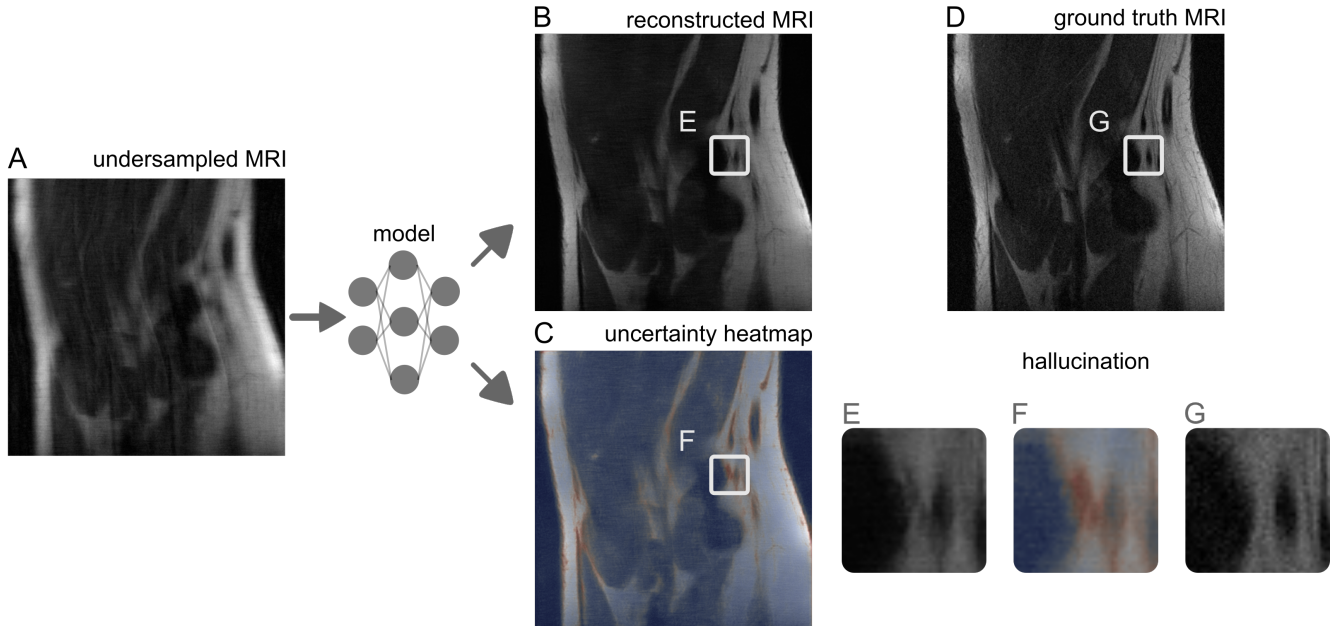 A undersampled MRI
model
B reconstructed MRI
E
C uncertainty heatmap
F
D ground truth MRI
G
hallucination
E F G